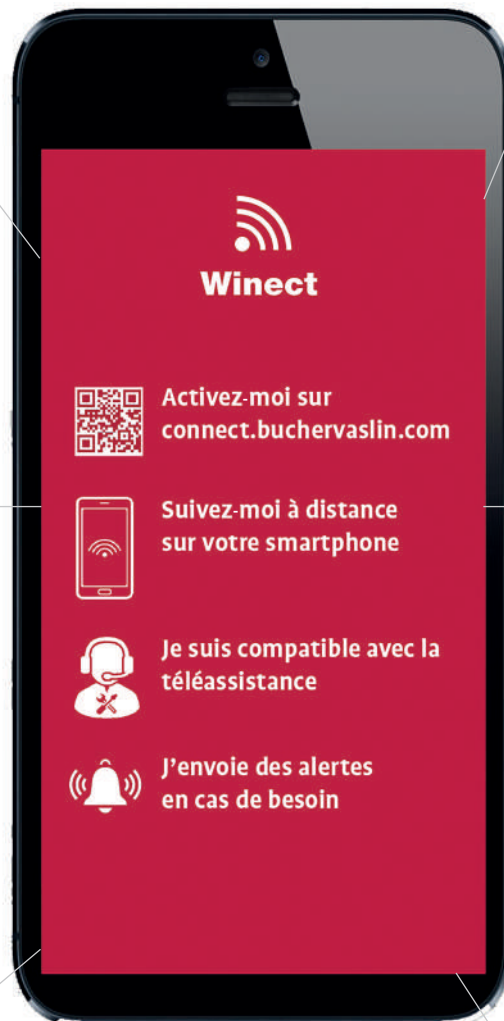 Winect
Activez-moi sur
connect.buchervaslin.com
Suivez-moi à distance
sur votre smartphone
Je suis compatible avec la
téléassistance
J’envoie des alertes
en cas de besoin